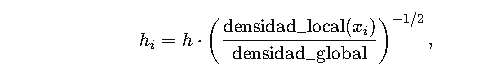 h_i = h \cdot \left( \frac{\text{densidad\_local}(x_i)}{\text{densidad\_global}} \right)^{-1/2},